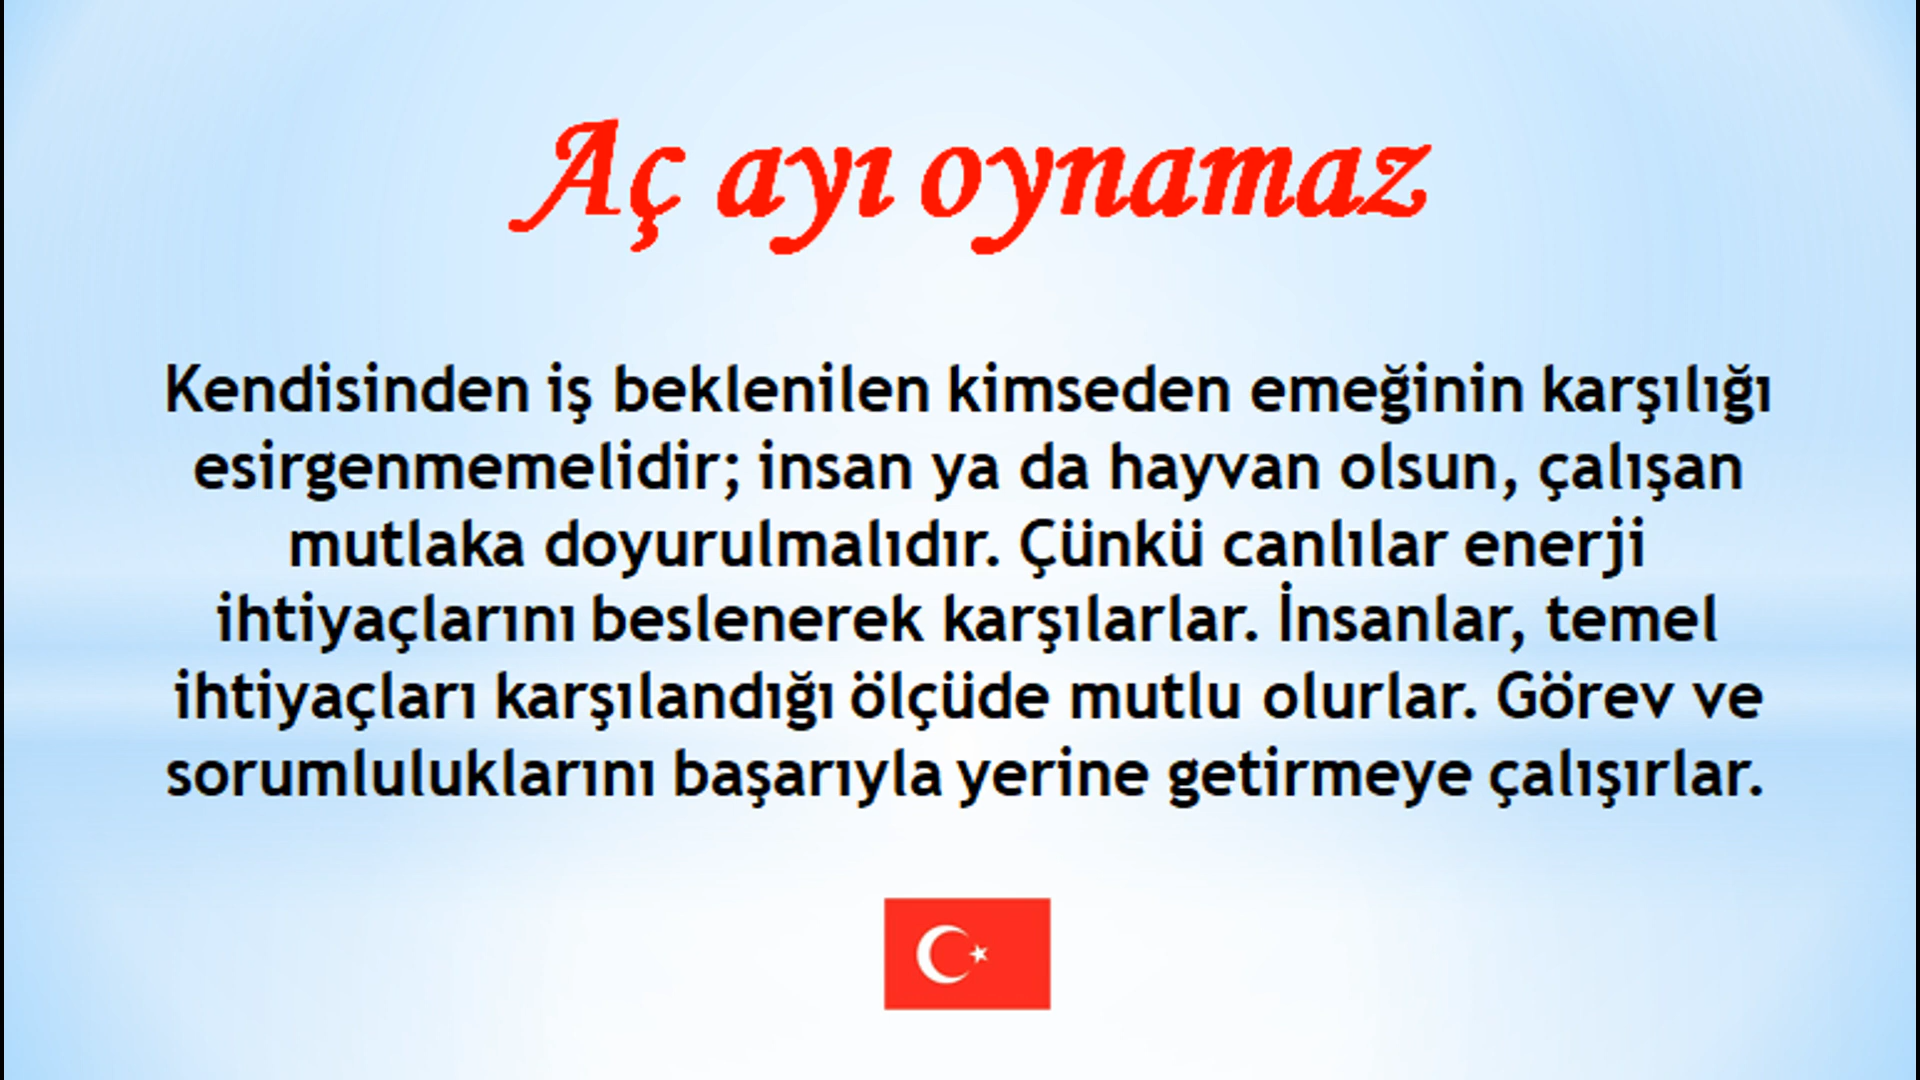 Aç ayı oynamaz
Kendisinden iş beklenilen kimseden emeğinin karşılığı
esirgenmemelidir; insan ya da hayvan olsun, çalışan
mutlaka doyurulmalıdır. Çünkü canlılar enerji
ihtiyaçlarını beslenerek karşılarlar. İnsanlar, temel
ihtiyaçları karşılandığı ölçüde mutlu olurlar. Görev ve
sorumluluklarını başarıyla yerine getirmeye çalışırlar.